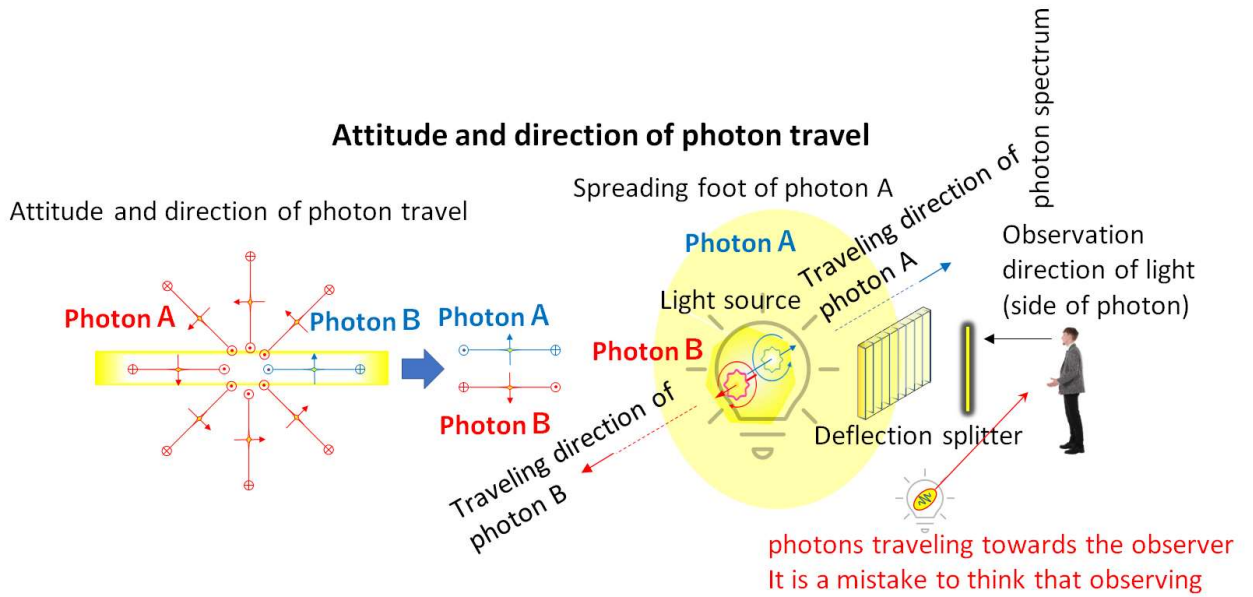 photon spectrum
Attitude and direction of photon travel
Spreading foot of photon A
Attitude and direction of photon travel
Photon A
Photon B
Photon A
Photon B
Photon A
Light source
Photon B
Traveling direction of
photon A
Traveling direction of
photon B
Observation
direction of light
(side of photon)
Deflection splitter
photons traveling towards the observer
It is a mistake to think that observing